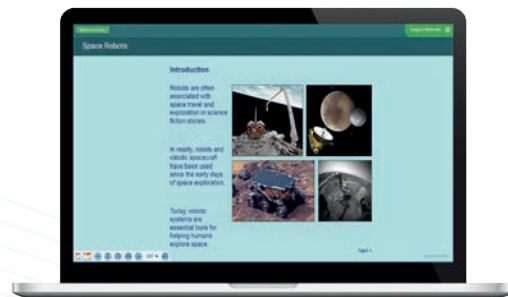 Space Robots
Introduction
Robots are often
associated with
space travel and
exploration in science
fiction stories.
In reality, robots and
robotic spacecraft
have been used
since the early days
of space exploration.
Today, robotic
systems are
essential tools for
helping humans
explore space.